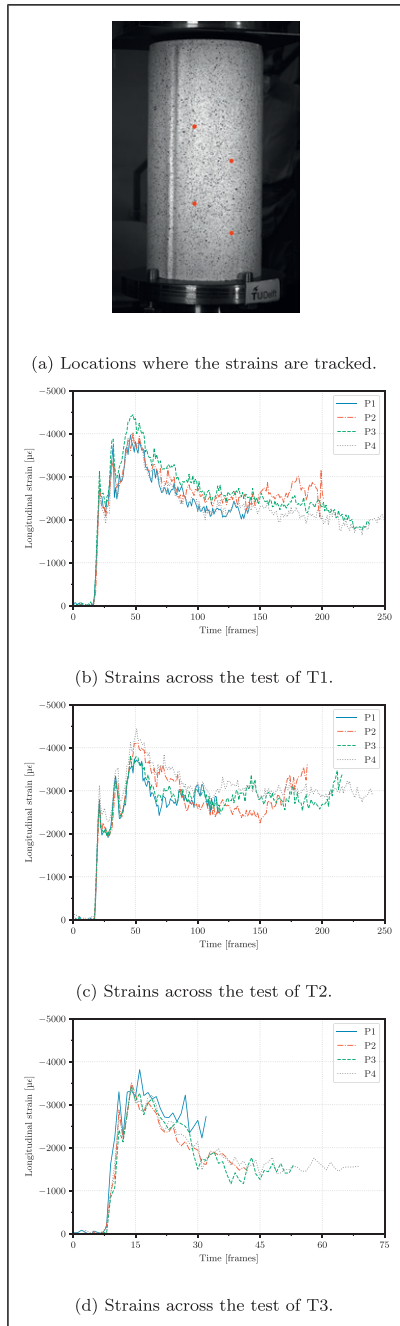 TUDelft
(a) Locations where the strains are tracked.
−5000
−4000
−3000
−2000
−1000
0
Longitudinal strain [µϵ]
P1
P2
P3
P4
0 50 100 150 200 250
Time [frames]
(b) Strains across the test of T1.
−5000
−4000
−3000
−2000
−1000
0
Longitudinal strain [µϵ]
P1
P2
P3
P4
0 50 100 150 200 250
Time [frames]
(c) Strains across the test of T2.
−5000
−4000
−3000
−2000
−1000
0
Longitudinal strain [µϵ]
P1
P2
P3
P4
0 15 30 45 60 75
Time [frames]
(d) Strains across the test of T3.